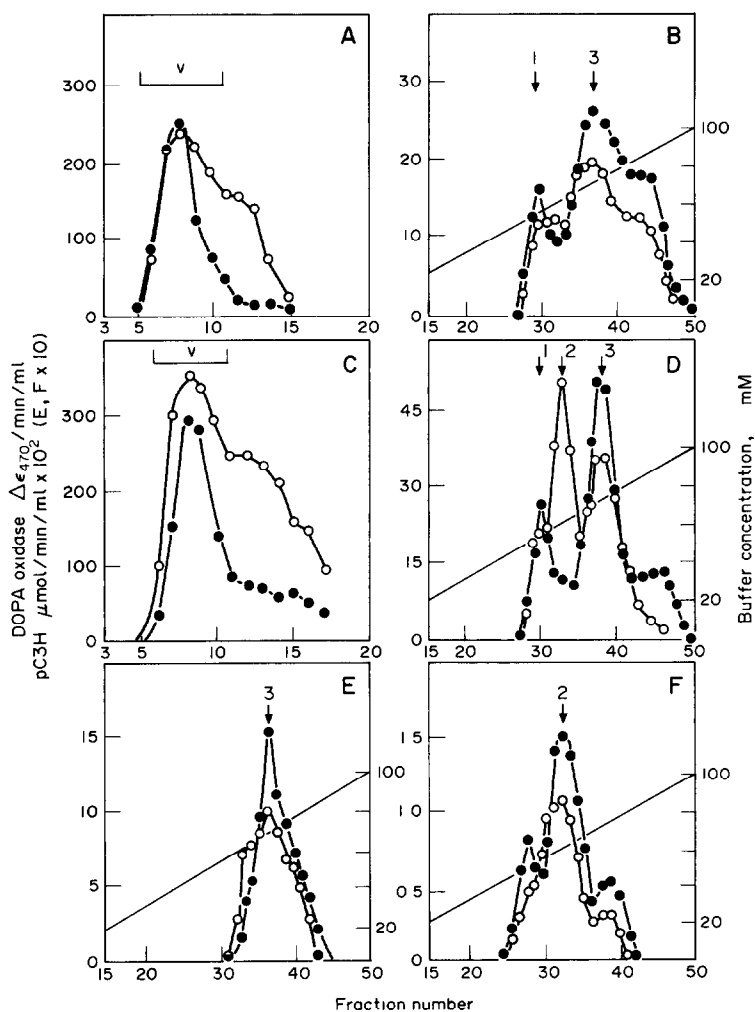 A
v
300
200
100
0
3 5 10 15 20
B
1 3
30
20
10
0
100
20
15 20 30 40 50
C
v
300
200
100
0
3 5 10 15 20
D
1 2 3
45
30
15
0
100
20
15 20 30 40 50
E
3
15
10
5
0
100
20
15 20 30 40 50
F
2
1 5
1 0
0 5
0
100
20
15 20 30 40 50
DOPA oxidase Δϵ470/min/ml
pC3H μmol/min/ml x 10² (E, F x 10)
Buffer concentration, mM
Fraction number